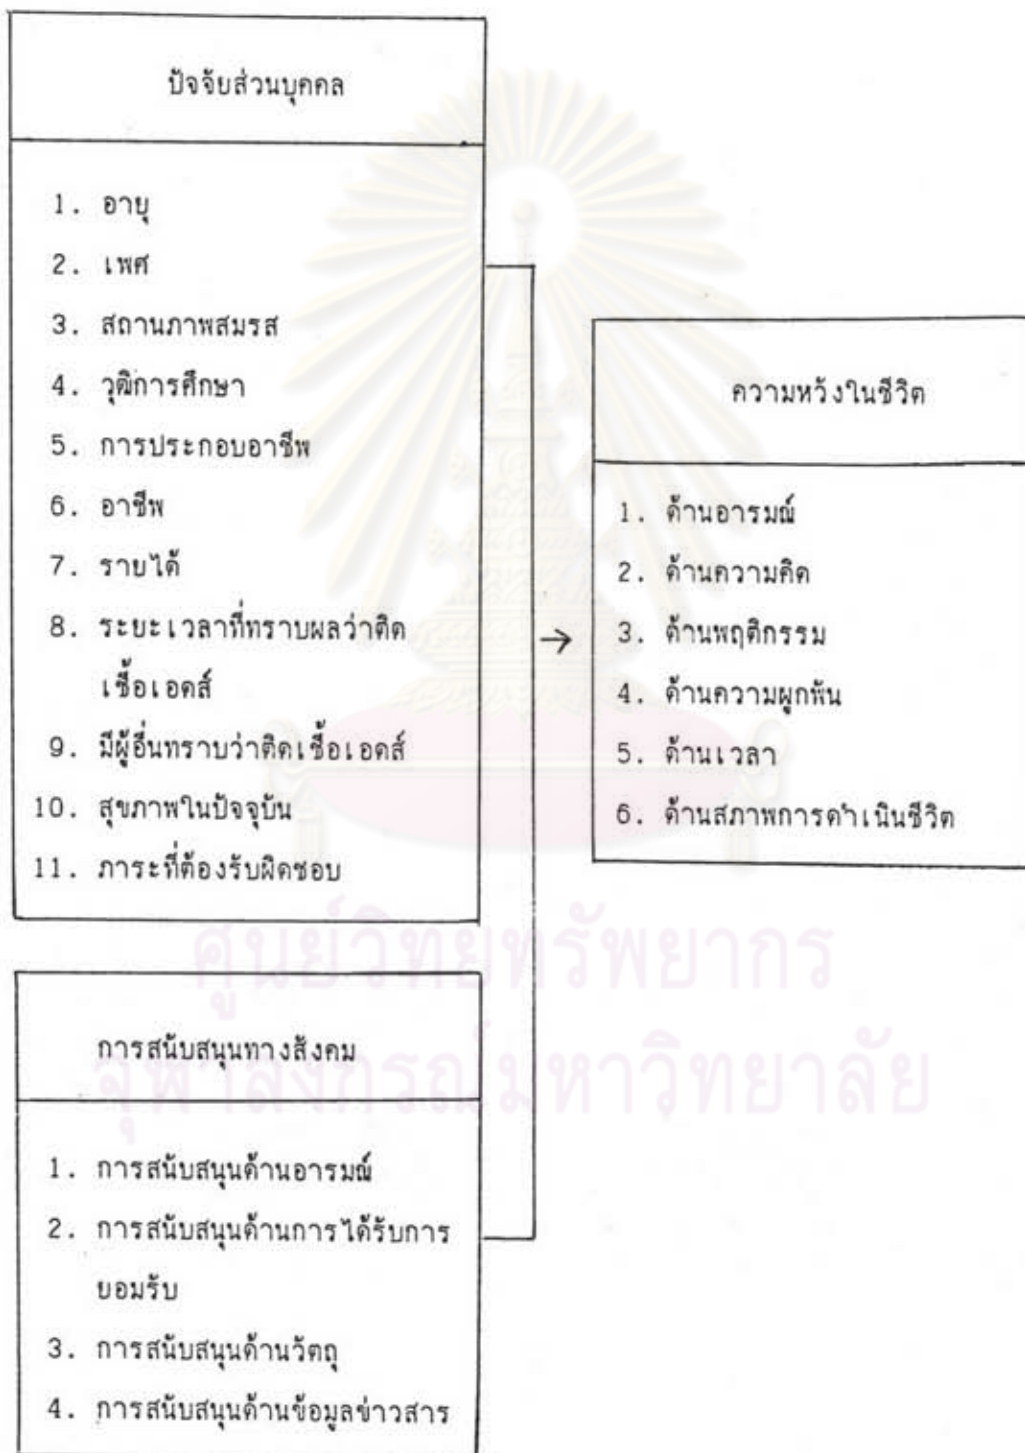 ปัจจัยส่วนบุคคล
1. อายุ
2. เพศ
3. สถานภาพสมรส
4. วุฒิการศึกษา
5. การประกอบอาชีพ
6. อาชีพ
7. รายได้
8. ระยะเวลาที่ทราบผลว่าติด
เชื้อเอดส์
9. มีผู้อื่นทราบว่าติดเชื้อเอดส์
10. สุขภาพในปัจจุบัน
11. ภาระที่ต้องรับผิดชอบ
ความหวังในชีวิต
1. ด้านอารมณ์
2. ด้านความคิด
3. ด้านพฤติกรรม
4. ด้านความผูกพัน
5. ด้านเวลา
6. ด้านสภาพการดำเนินชีวิต
ศูนย์วิทยทรัพยากร
จุฬาลงกรณ์มหาวิทยาลัย
การสนับสนุนทางสังคม
1. การสนับสนุนด้านอารมณ์
2. การสนับสนุนด้านการได้รับการ
ยอมรับ
3. การสนับสนุนด้านวัตถุ
4. การสนับสนุนด้านข้อมูลข่าวสาร